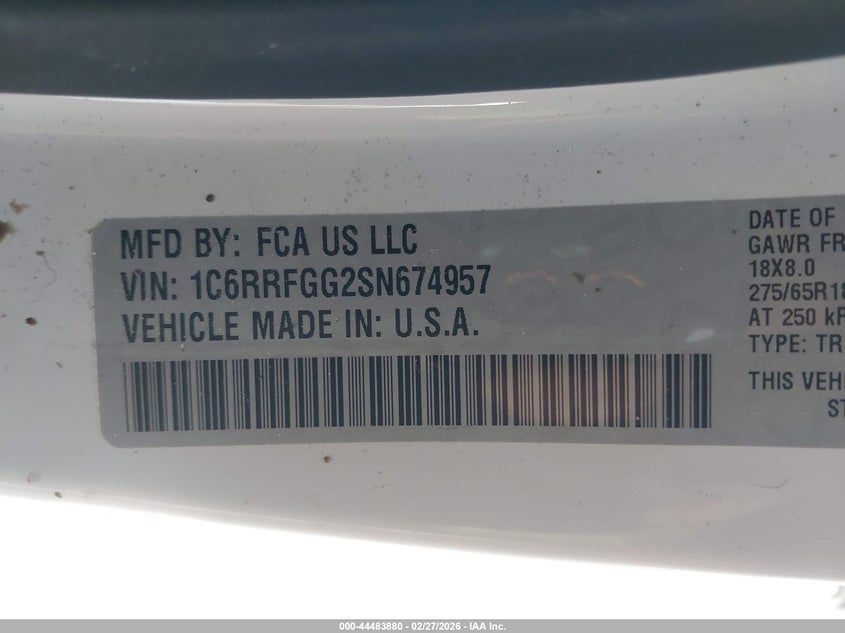 MFD BY: FCA US LLC
VIN: 1C6RRFGG2SN674957
VEHICLE MADE IN: U.S.A.
DATE OF
GAWR FR
18X8.0
275/65R18
AT 250 kP
TYPE: TR
THIS VEHI
ST
000-44483880 - 02/27/2026 - IAA Inc.